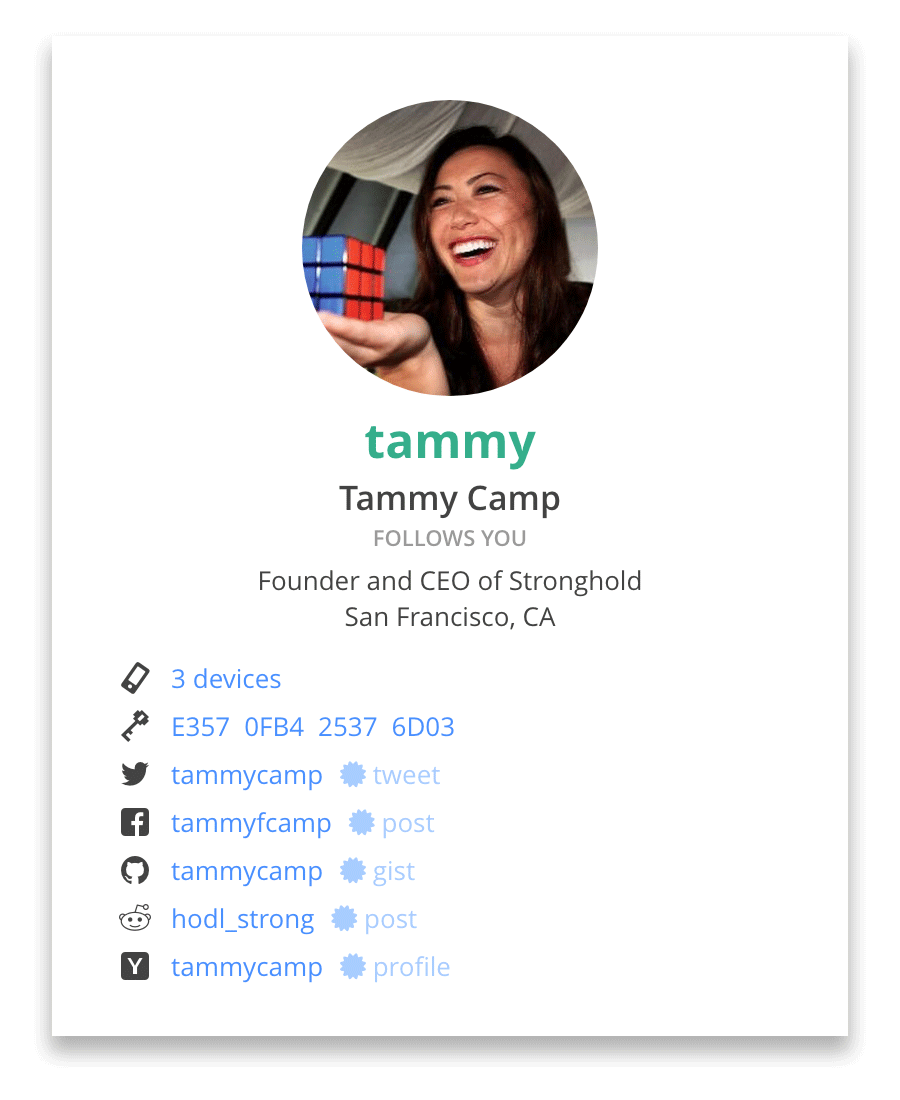 tammy
Tammy Camp
FOLLOWS YOU
Founder and CEO of Stronghold
San Francisco, CA
3 devices
E357 0FB4 2537 6D03
tammycamp tweet
tammyfcamp post
tammycamp gist
hodl_strong post
Y tammycamp profile